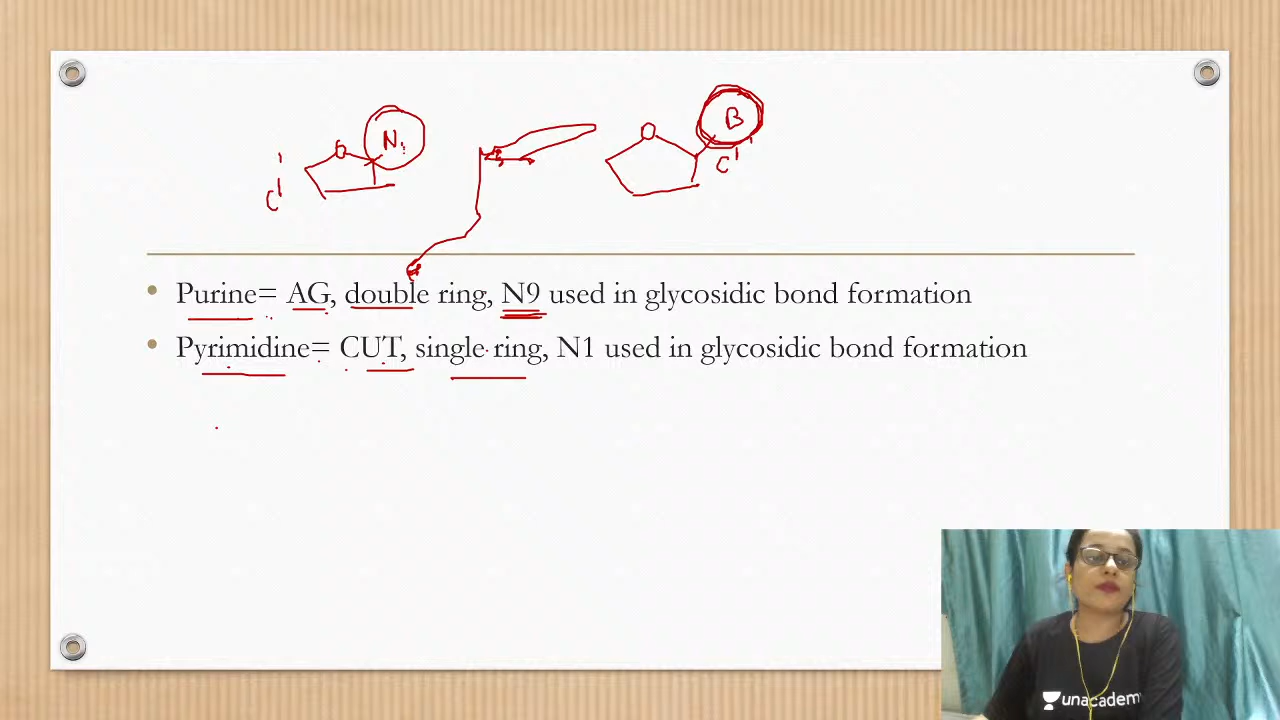 O N1
O B
C'
C'
Purine= AG, double ring, N9 used in glycosidic bond formation
Pyrimidine= CUT, single ring, N1 used in glycosidic bond formation
unacadem